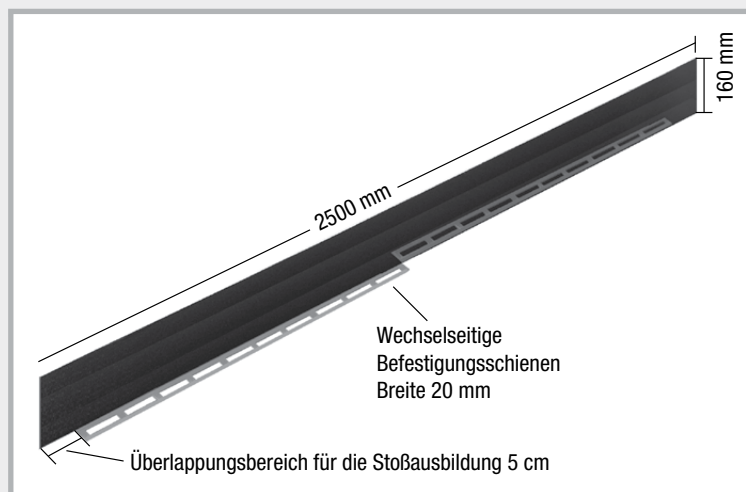 160 mm
2500 mm
Wechselseitige
Befestigungsschienen
Breite 20 mm
Überlappungsbereich für die Stoßausbildung 5 cm